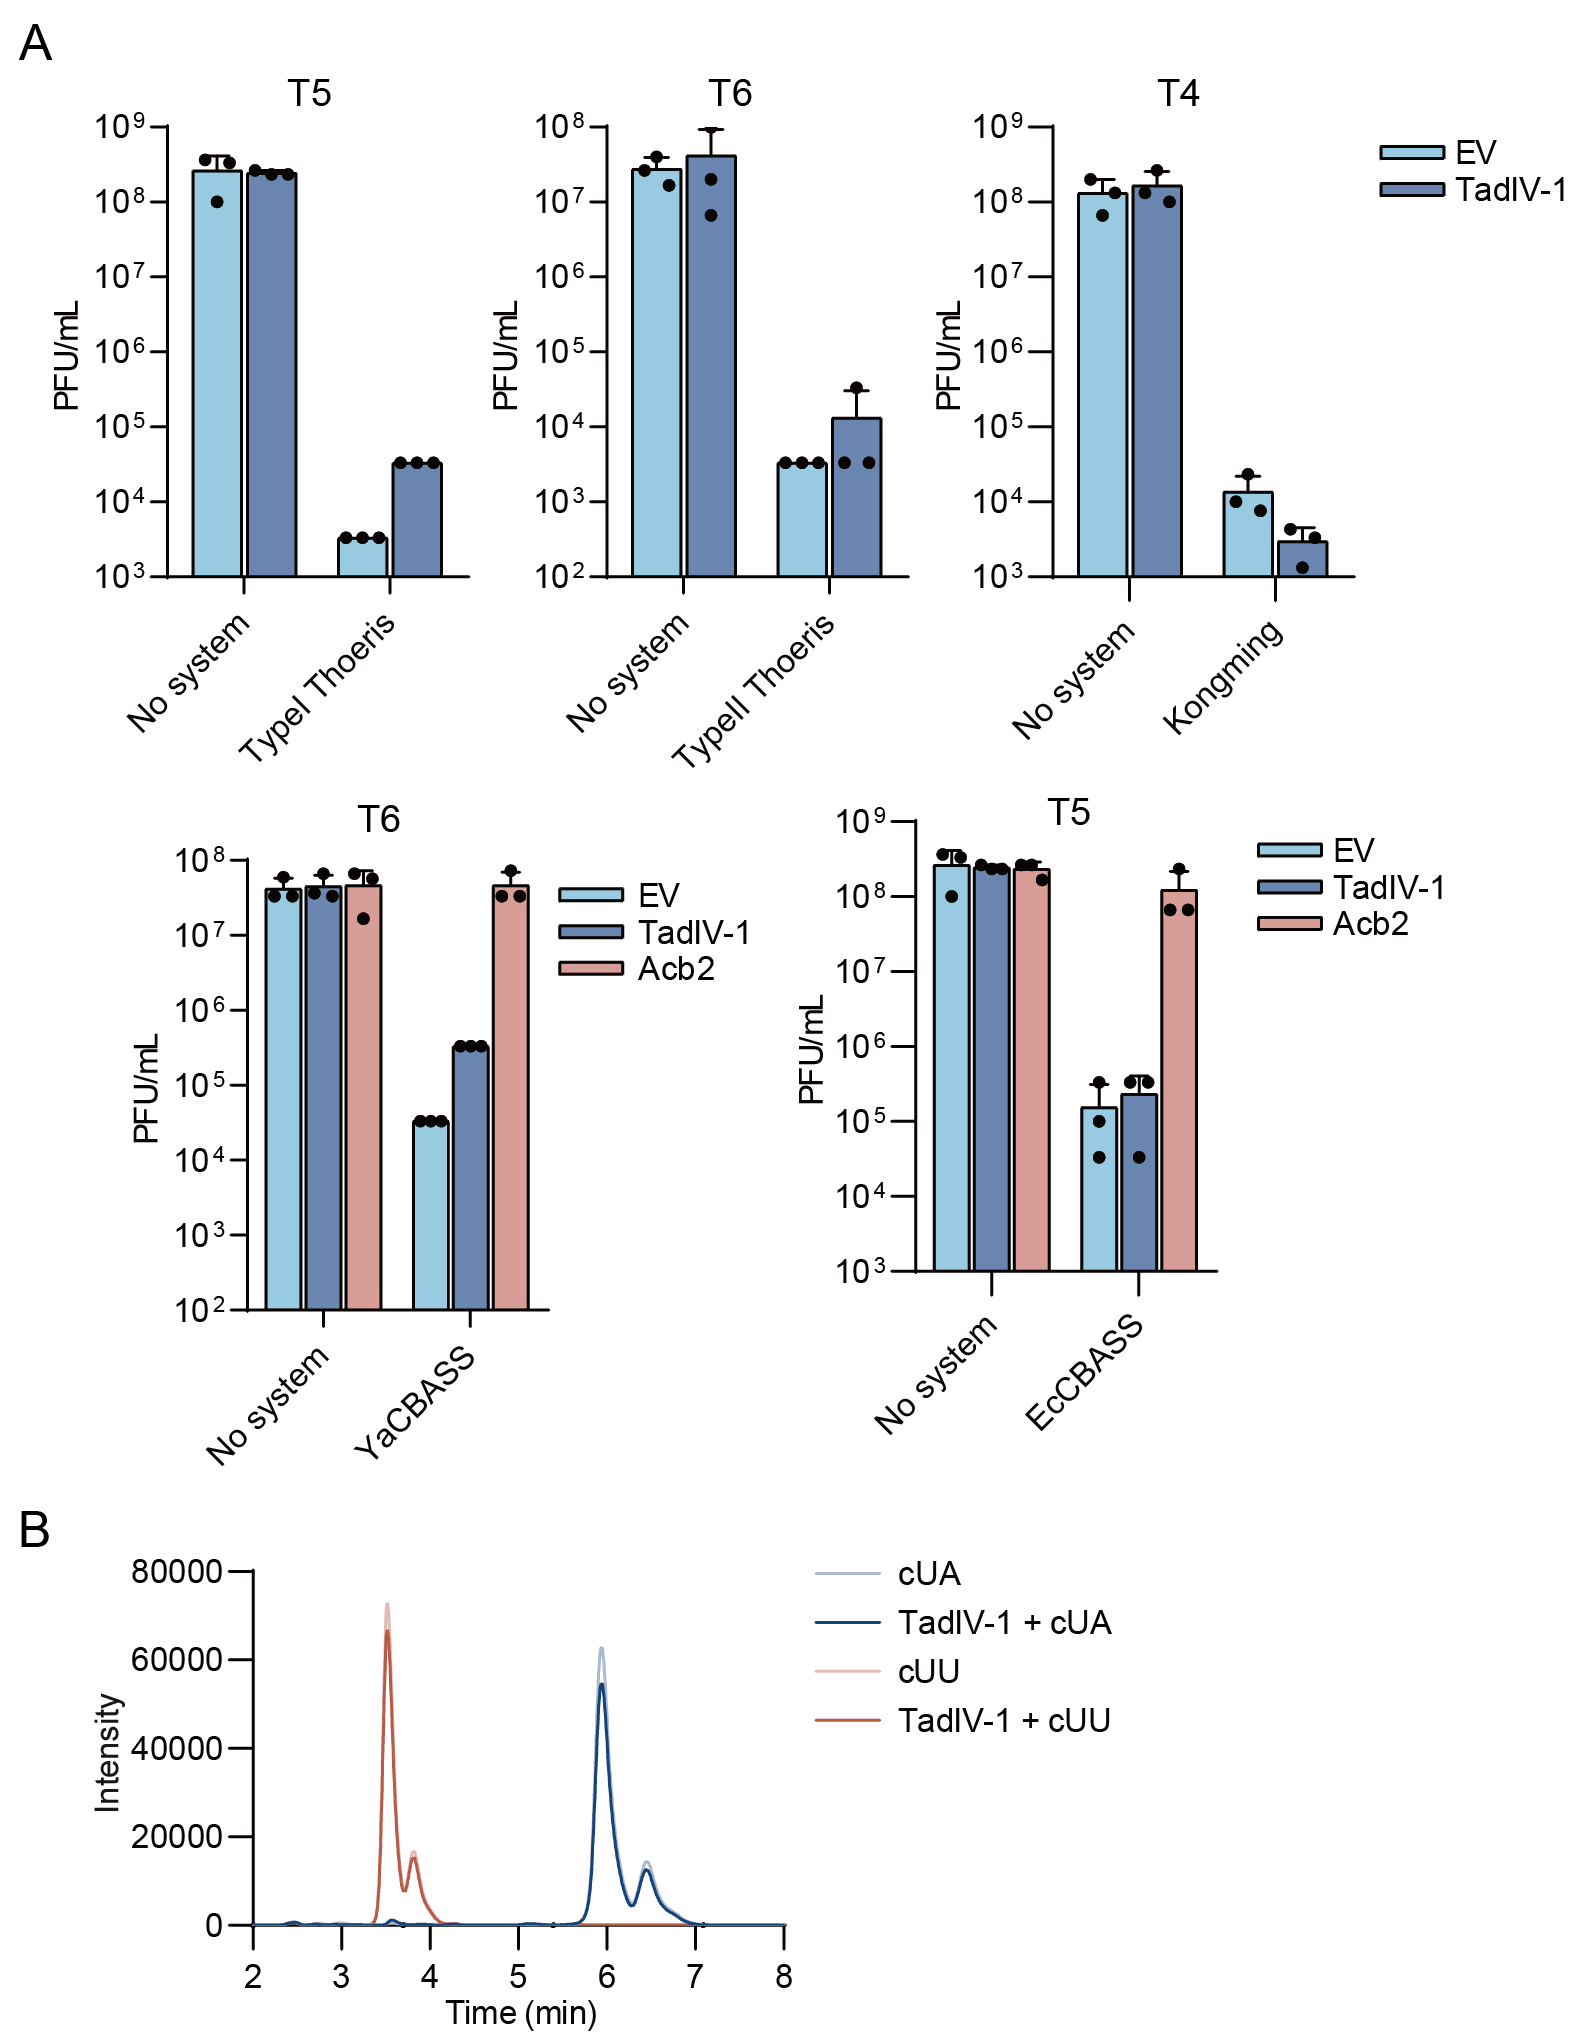 A
T5
10⁹
10⁸
10⁷
10⁶
10⁵
10⁴
10³
PFU/mL
No system
TypeI Thoeris
T6
10⁸
10⁷
10⁶
10⁵
10⁴
10³
10²
PFU/mL
No system
TypeII Thoeris
T4
10⁹
10⁸
10⁷
10⁶
10⁵
10⁴
10³
PFU/mL
No system
Kongming
EV
TadIV-1
T6
10⁸
10⁷
10⁶
10⁵
10⁴
10³
10²
PFU/mL
No system
YaCBASS
EV
TadIV-1
Acb2
T5
10⁹
10⁸
10⁷
10⁶
10⁵
10⁴
10³
PFU/mL
No system
EcCBASS
EV
TadIV-1
Acb2
B
80000
60000
40000
20000
0
Intensity
2 3 4 5 6 7 8
Time (min)
cUA
TadIV-1 + cUA
cUU
TadIV-1 + cUU